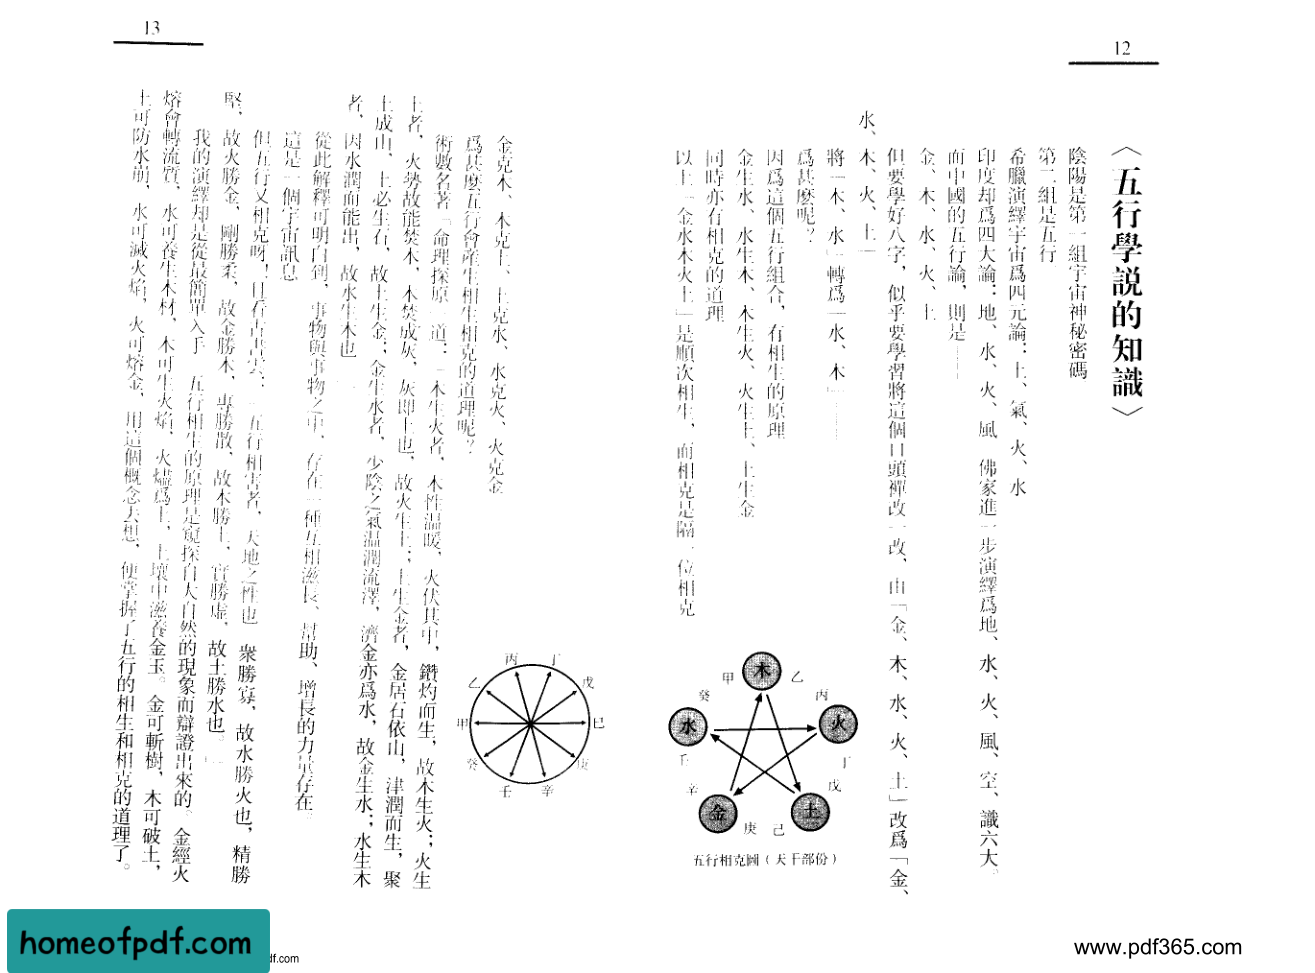 12
〈五行學説的知識〉
陰陽是第一組宇宙神秘密碼
第二組是五行
希臘演繹宇宙爲四元論：土、氣、火、水
印度却爲四大論：地、水、火、風 佛家進一步演繹爲地、水、火、風、空、識六大。
而中國的五行論，則是——
金、木、水、火、土
但要學好八字，似乎要學習將這個口頭禪改一改，由「金、木、水、火、土」改爲「金、
水、木、火、土」
將「木、水」轉爲「水、木」——
爲甚麼呢？
因爲這個五行組合，有相生的原理
金生水、水生木、木生火、火生土、土生金
同時亦有相克的道理
以上「金水木火土」是順次相生，而相克是隔一位相克
木
火
土
金
水
甲
乙
丙
丁
戊
己
庚
辛
壬
癸
五行相克圖（天干部份）
13
金克木、木克土、土克水、水克火、火克金
爲甚麼五行會產生相生相克的道理呢？
術數名著「命理探原」道：「木生火者，木性温暖，火伏其中，鑽灼而生，故木生火；火生
土者，火勢故能焚木，木焚成灰，灰即土也，故火生土；土生金者，金居石依山，津潤而生，聚
土成山，土必生石，故土生金；金生水者，少陰之氣温潤流澤，濟金亦爲水，故金生水；水生木
者，因水潤而能出，故水生木也」
從此解釋可明白到，事物與事物之中，存在一種互相滋長、幫助、增長的力量存在。
這是一個宇宙訊息
但五行又相克呀！且看古書云：「五行相害者，天地之性也 衆勝寡，故水勝火也，精勝
堅，故火勝金，剛勝柔，故金勝木，專勝散，故木勝土，實勝虛，故土勝水也。」
我的演繹却是從最簡單入手 五行相生的原理是窺探自大自然的現象而辯證出來的。金經火
熔會轉流質，水可養生木材，木可生火焰，火燼爲土，土壤中滋養金玉。金可斬樹，木可破土，
土可防水崩，水可滅火焰，火可熔金，用這個概念去想，便掌握了五行的相生和相克的道理了。
丙
丁
乙
戊
甲
巳
癸
庚
壬
辛
homeofpdf.com
df.com
www.pdf365.com